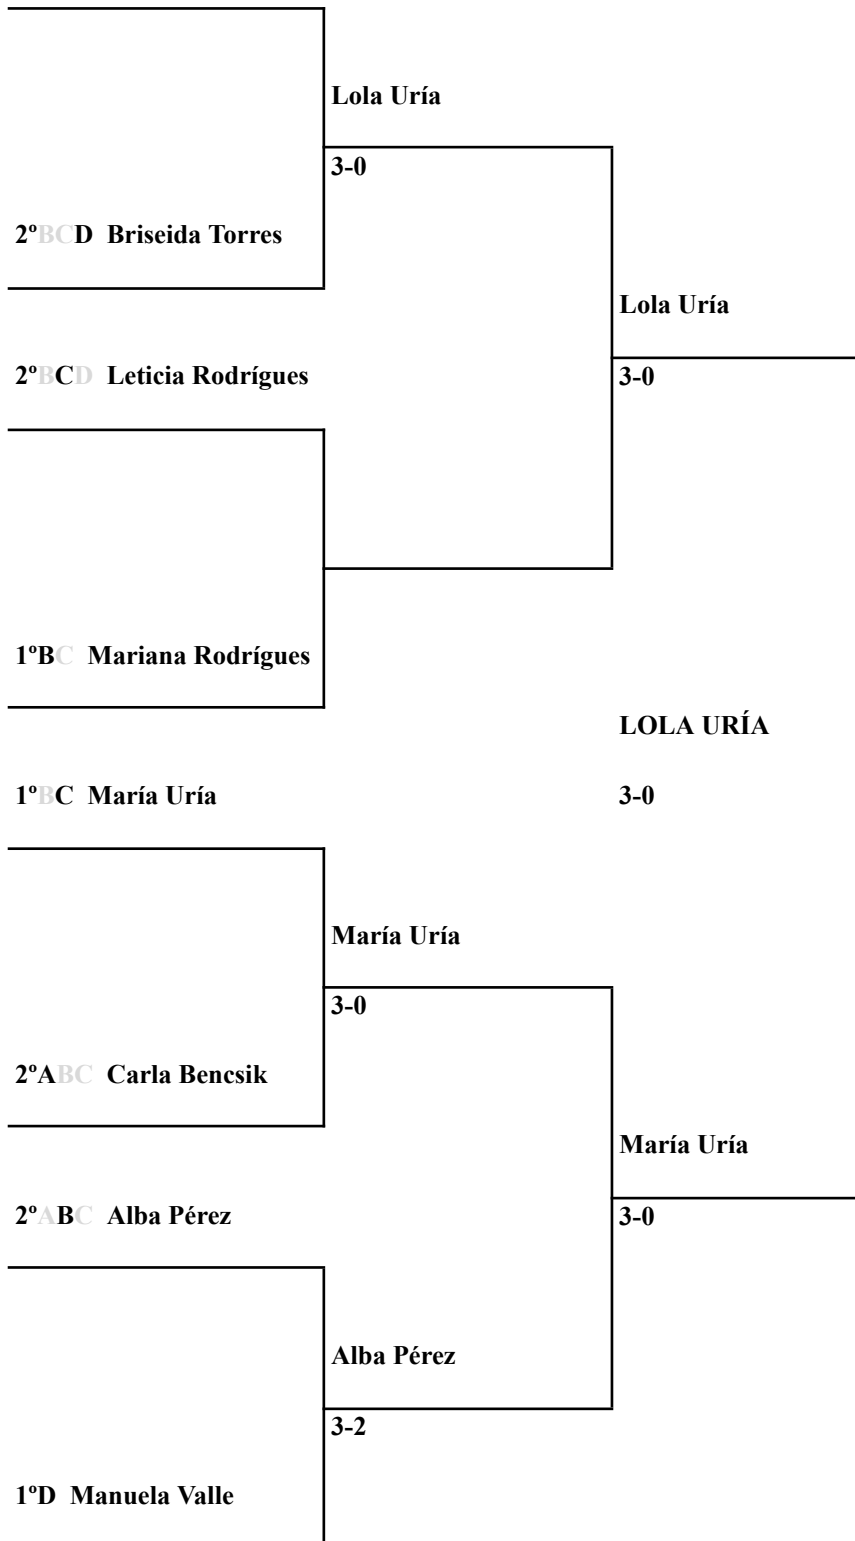 Lola Uría
3-0
2ºBCD Briseida Torres
Lola Uría
2ºBCD Leticia Rodrígues
3-0
1ºBC Mariana Rodrígues
LOLA URÍA
1ºBC María Uría
3-0
María Uría
3-0
2ºABC Carla Bencsik
María Uría
2ºABC Alba Pérez
3-0
Alba Pérez
3-2
1ºD Manuela Valle